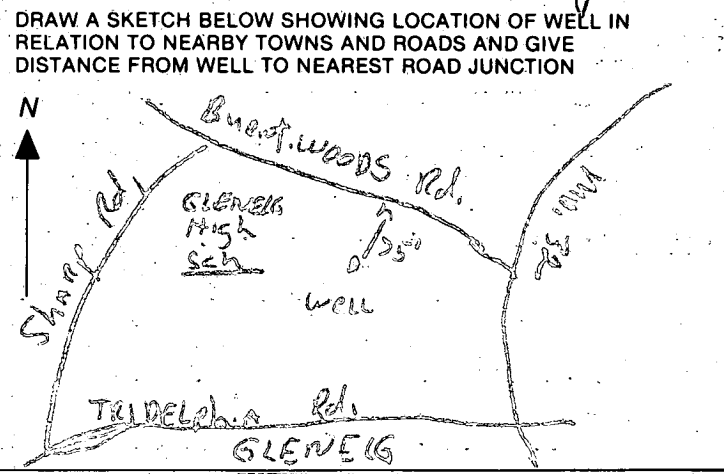 DRAW A SKETCH BELOW SHOWING LOCATION OF WELL IN
RELATION TO NEARBY TOWNS AND ROADS AND GIVE
DISTANCE FROM WELL TO NEAREST ROAD JUNCTION
N
Burnt.WOODS Rd.
Sharp Rd.
GLENElG
High
Sch
WELL
TRIDELphiA Rd.
GLENElG